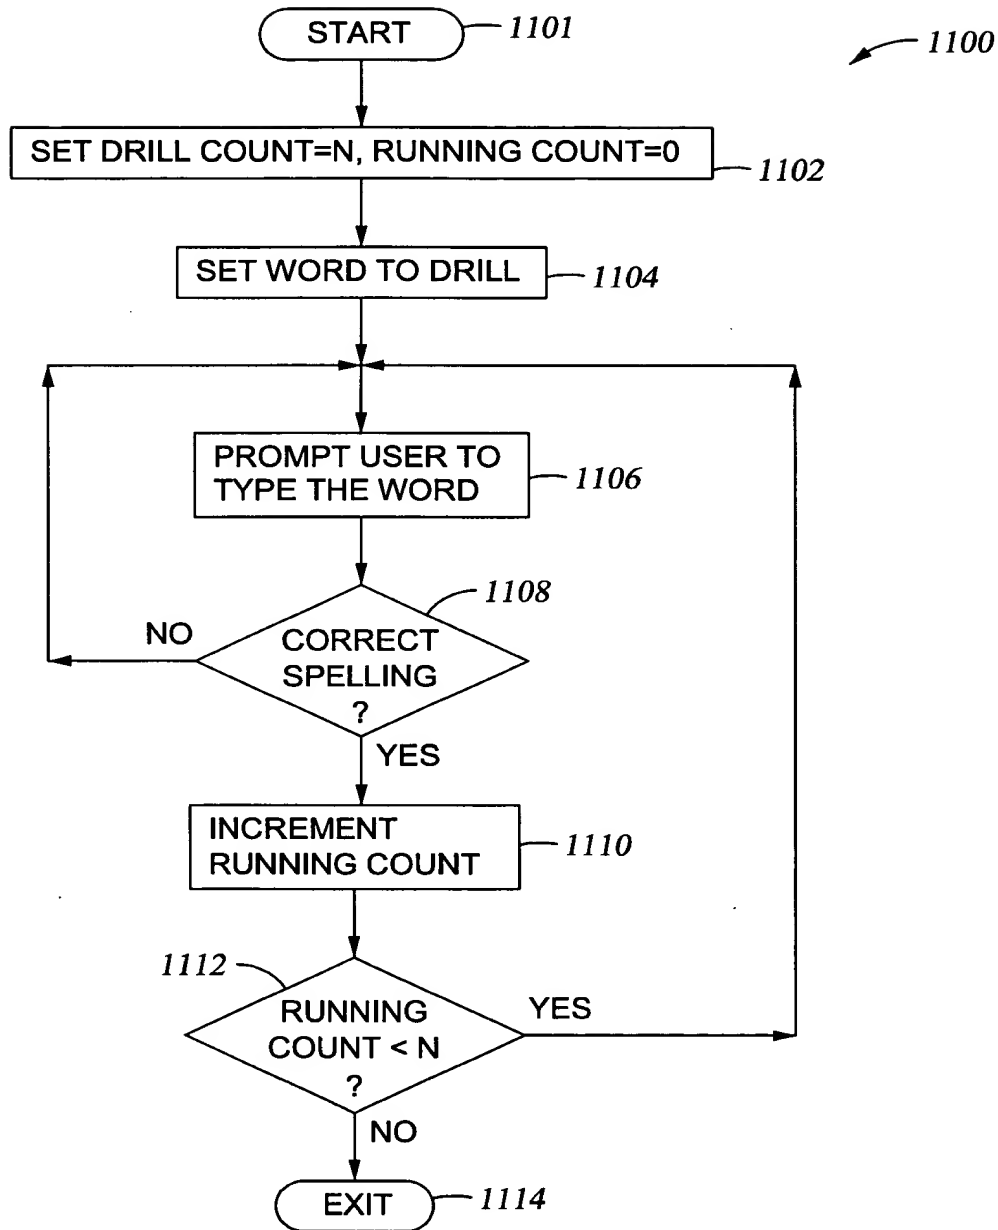 START
1101
1100
SET DRILL COUNT=N, RUNNING COUNT=0
1102
SET WORD TO DRILL
1104
PROMPT USER TO
TYPE THE WORD
1106
1108
NO
CORRECT
SPELLING
?
YES
INCREMENT
RUNNING COUNT
1110
1112
RUNNING
COUNT < N
?
YES
NO
EXIT
1114